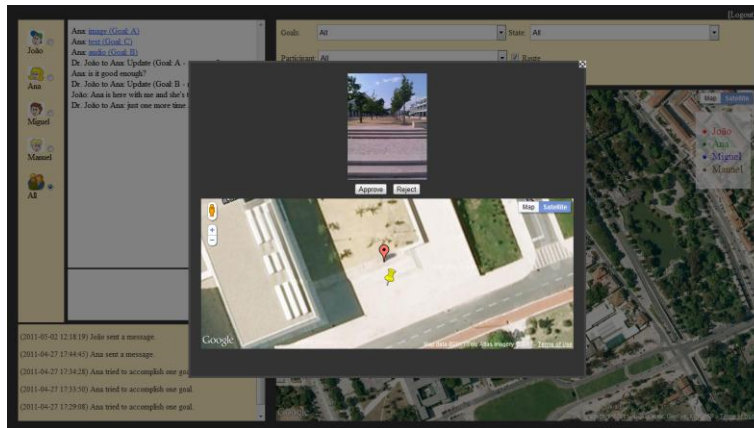 [Logout
João
Ana
Miguel
Manuel
All
Ana: image (Goal: A)
Ana: text (Goal: C)
Ana: audio (Goal: B)
Dr. João to Ana: Update (Goal: A -
Ana: is it good enough?
Dr. João to Ana: Update (Goal: B -
João: Ana is here with me and she's
Dr. João to Ana: just one more time
Goals: All State: All
Participant: All Route
Approve Reject
Map Satellite
Google
Terms of Use
Map Satellite
João
Ana
Miguel
Manuel
(2011-05-02 12:18:19) João sent a message.
(2011-04-27 17:44:45) Ana sent a message.
(2011-04-27 17:34:28) Ana tried to accomplish one
(2011-04-27 17:33:50) Ana tried to accomplish one goal.
(2011-04-27 17:29:08) Ana tried to accomplish one goal.
Google